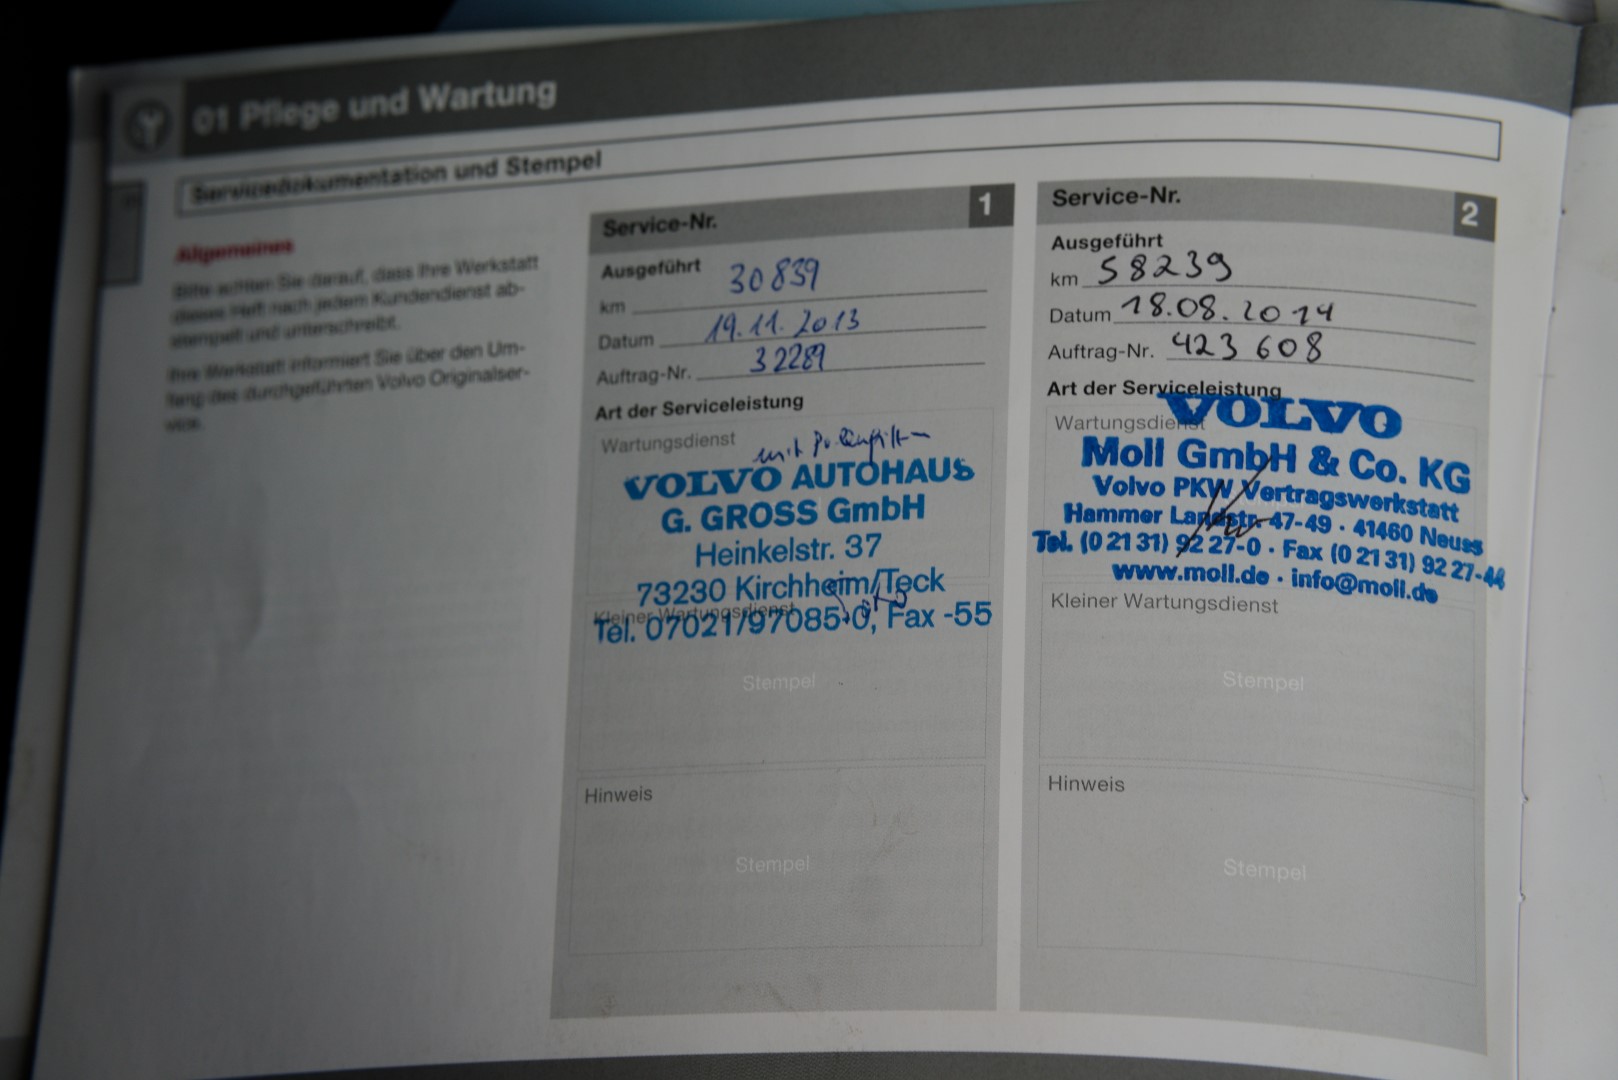 01 Pflege und Wartung
Servicedokumentation und Stempel
Allgemeines
Bitte achten Sie darauf, dass Ihre Werkstatt
dieses Heft nach jedem Kundendienst ab-
stempelt und unterschreibt.
Ihre Werkstatt informiert Sie über den Um-
fang des durchgeführten Volvo Originalser-
vice.
Service-Nr. 1
Ausgeführt
km 30839
Datum 19.11.2013
Auftrag-Nr. 32289
Art der Serviceleistung
Wartungsdienst
mit Pollenfilter
VOLVO AUTOHAUS
G. GROSS GmbH
Heinkelstr. 37
73230 Kirchheim/Teck
Kleiner Wartungsdienst
Tel. 07021/97085-0, Fax -55
Stempel
Hinweis
Stempel
Service-Nr. 2
Ausgeführt
km 58239
Datum 18.08.2014
Auftrag-Nr. 423 608
Art der Serviceleistung
Wartungsdienst
VOLVO
Moll GmbH & Co. KG
Volvo PKW Vertragswerkstatt
Hammer Landstr. 47-49 · 41460 Neuss
Tel. (0 21 31) 92 27-0 · Fax (0 21 31) 92 27-44
www.moll.de · info@moll.de
Kleiner Wartungsdienst
Stempel
Hinweis
Stempel